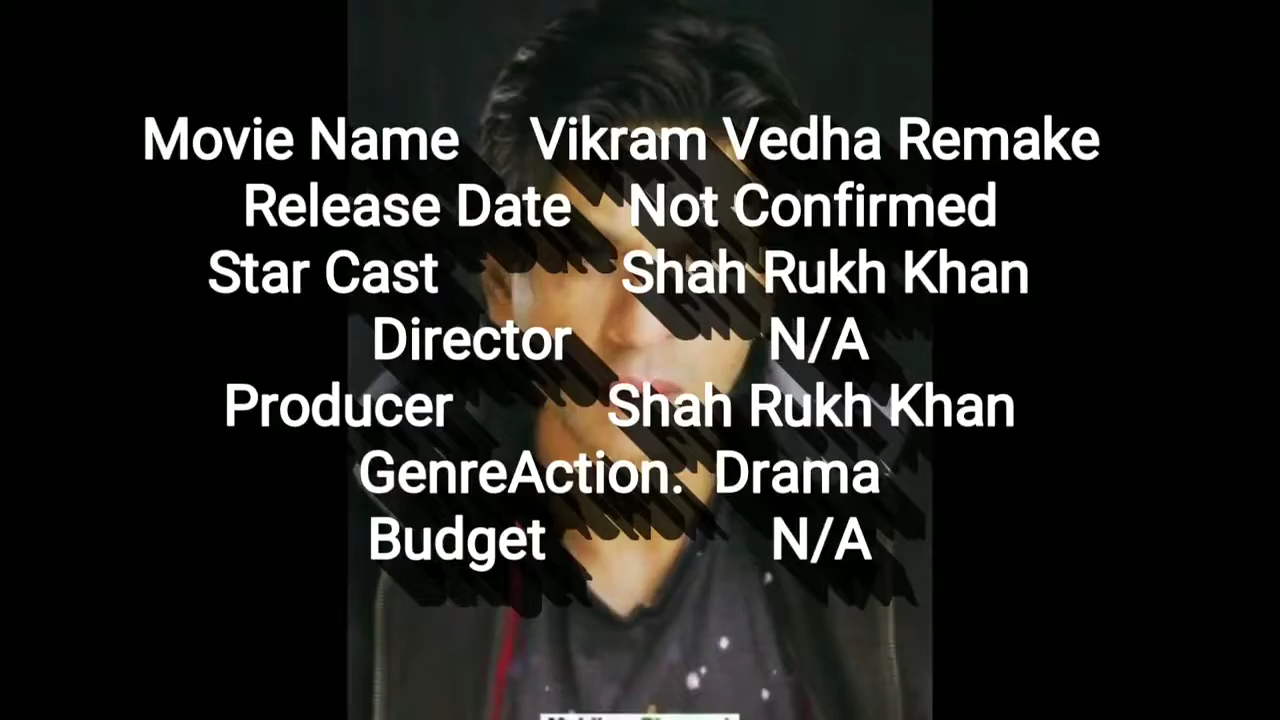 Movie Name Vikram Vedha Remake
Release Date Not Confirmed
Star Cast Shah Rukh Khan
Director N/A
Producer Shah Rukh Khan
GenreAction. Drama
Budget N/A